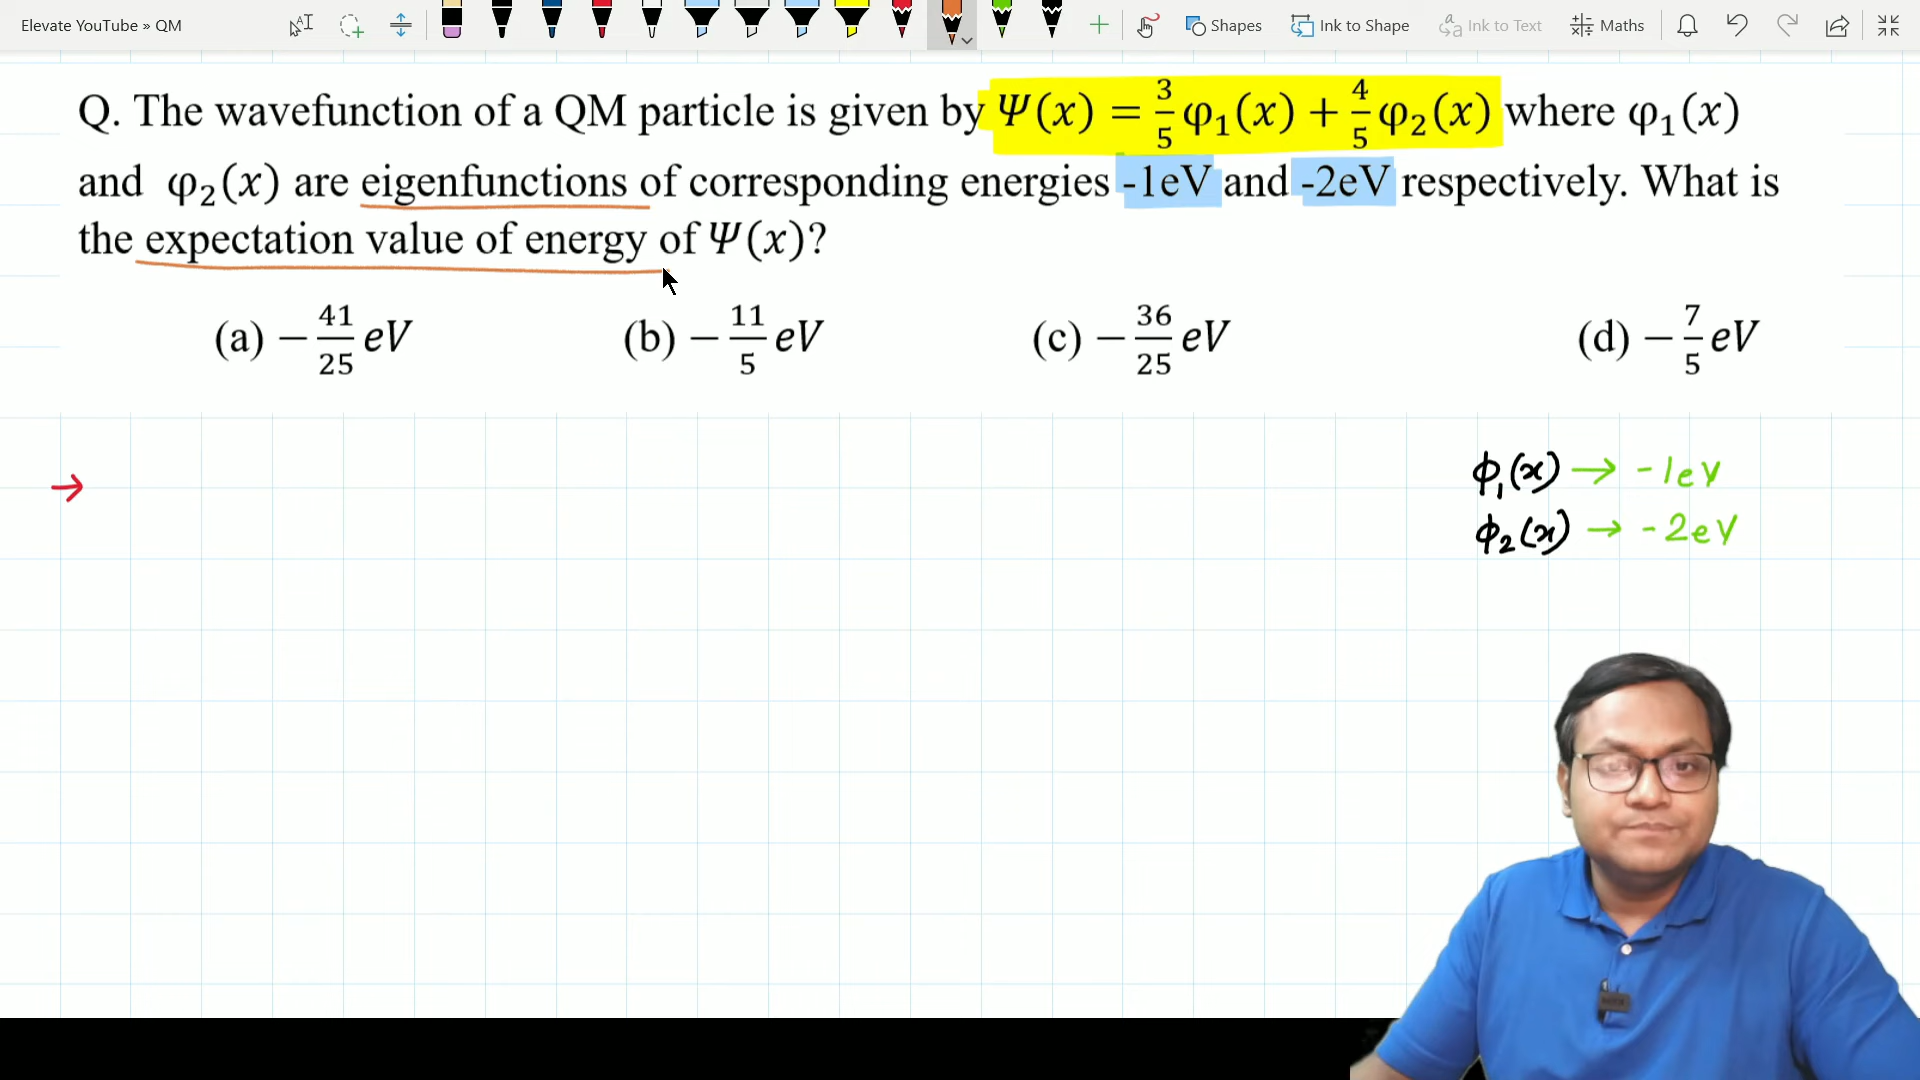 Elevate YouTube » QM
Shapes Ink to Shape Ink to Text Maths
Q. The wavefunction of a QM particle is given by Ψ(x) = 3/5 φ₁(x) + 4/5 φ₂(x) where φ₁(x)
and φ₂(x) are eigenfunctions of corresponding energies -1eV and -2eV respectively. What is
the expectation value of energy of Ψ(x)?
(a) − 41/25 eV (b) − 11/5 eV (c) − 36/25 eV (d) − 7/5 eV
→
ϕ₁(x) → -1eV
ϕ₂(x) → -2eV